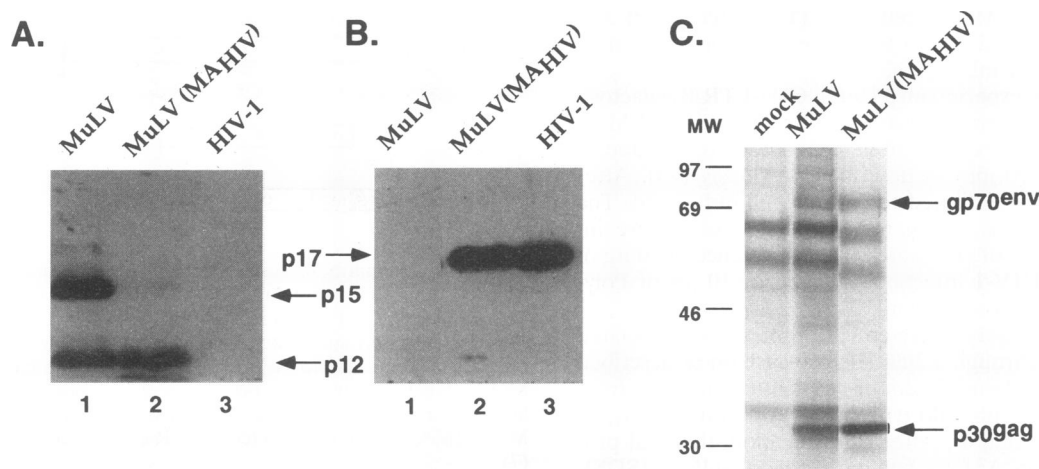 A.
MuLV
MuLV (MAHIV)
HIV-1
p15
p12
1 2 3
B.
MuLV
MuLV(MAHIV)
HIV-1
p17
1 2 3
C.
mock
MuLV
MuLV(MAHIV)
MW
97
69
46
30
gp70env
p30gag